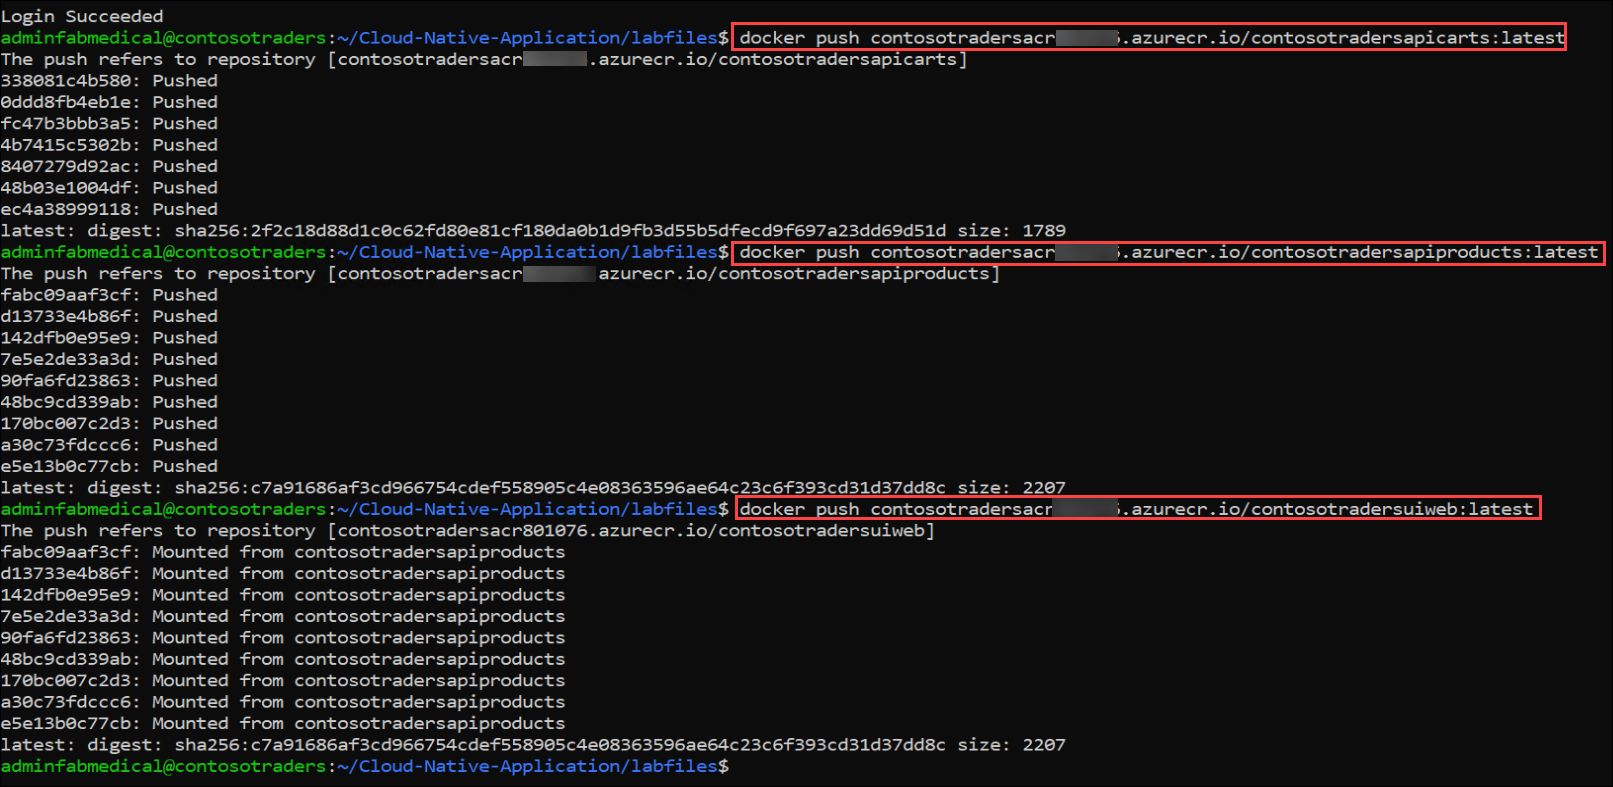 Login Succeeded
adminfabmedical@contosotraders:~/Cloud-Native-Application/labfiles$ docker push contosotradersacr .azurecr.io/contosotradersapicarts:latest
The push refers to repository [contosotradersacr .azurecr.io/contosotradersapicarts]
338081c4b580: Pushed
0ddd8fb4eb1e: Pushed
fc47b3bbb3a5: Pushed
4b7415c5302b: Pushed
8407279d92ac: Pushed
48b03e1004df: Pushed
ec4a38999118: Pushed
latest: digest: sha256:2f2c18d88d1c0c62fd80e81cf180da0b1d9fb3d55b5dfecd9f697a23dd69d51d size: 1789
adminfabmedical@contosotraders:~/Cloud-Native-Application/labfiles$ docker push contosotradersacr .azurecr.io/contosotradersapiproducts:latest
The push refers to repository [contosotradersacr azurecr.io/contosotradersapiproducts]
fabc09aaf3cf: Pushed
d13733e4b86f: Pushed
142dfb0e95e9: Pushed
7e5e2de33a3d: Pushed
90fa6fd23863: Pushed
48bc9cd339ab: Pushed
170bc007c2d3: Pushed
a30c73fdccc6: Pushed
e5e13b0c77cb: Pushed
latest: digest: sha256:c7a91686af3cd966754cdef558905c4e08363596ae64c23c6f393cd31d37dd8c size: 2207
adminfabmedical@contosotraders:~/Cloud-Native-Application/labfiles$ docker push contosotradersacr .azurecr.io/contosotradersuiweb:latest
The push refers to repository [contosotradersacr801076.azurecr.io/contosotradersuiweb]
fabc09aaf3cf: Mounted from contosotradersapiproducts
d13733e4b86f: Mounted from contosotradersapiproducts
142dfb0e95e9: Mounted from contosotradersapiproducts
7e5e2de33a3d: Mounted from contosotradersapiproducts
90fa6fd23863: Mounted from contosotradersapiproducts
48bc9cd339ab: Mounted from contosotradersapiproducts
170bc007c2d3: Mounted from contosotradersapiproducts
a30c73fdccc6: Mounted from contosotradersapiproducts
e5e13b0c77cb: Mounted from contosotradersapiproducts
latest: digest: sha256:c7a91686af3cd966754cdef558905c4e08363596ae64c23c6f393cd31d37dd8c size: 2207
adminfabmedical@contosotraders:~/Cloud-Native-Application/labfiles$